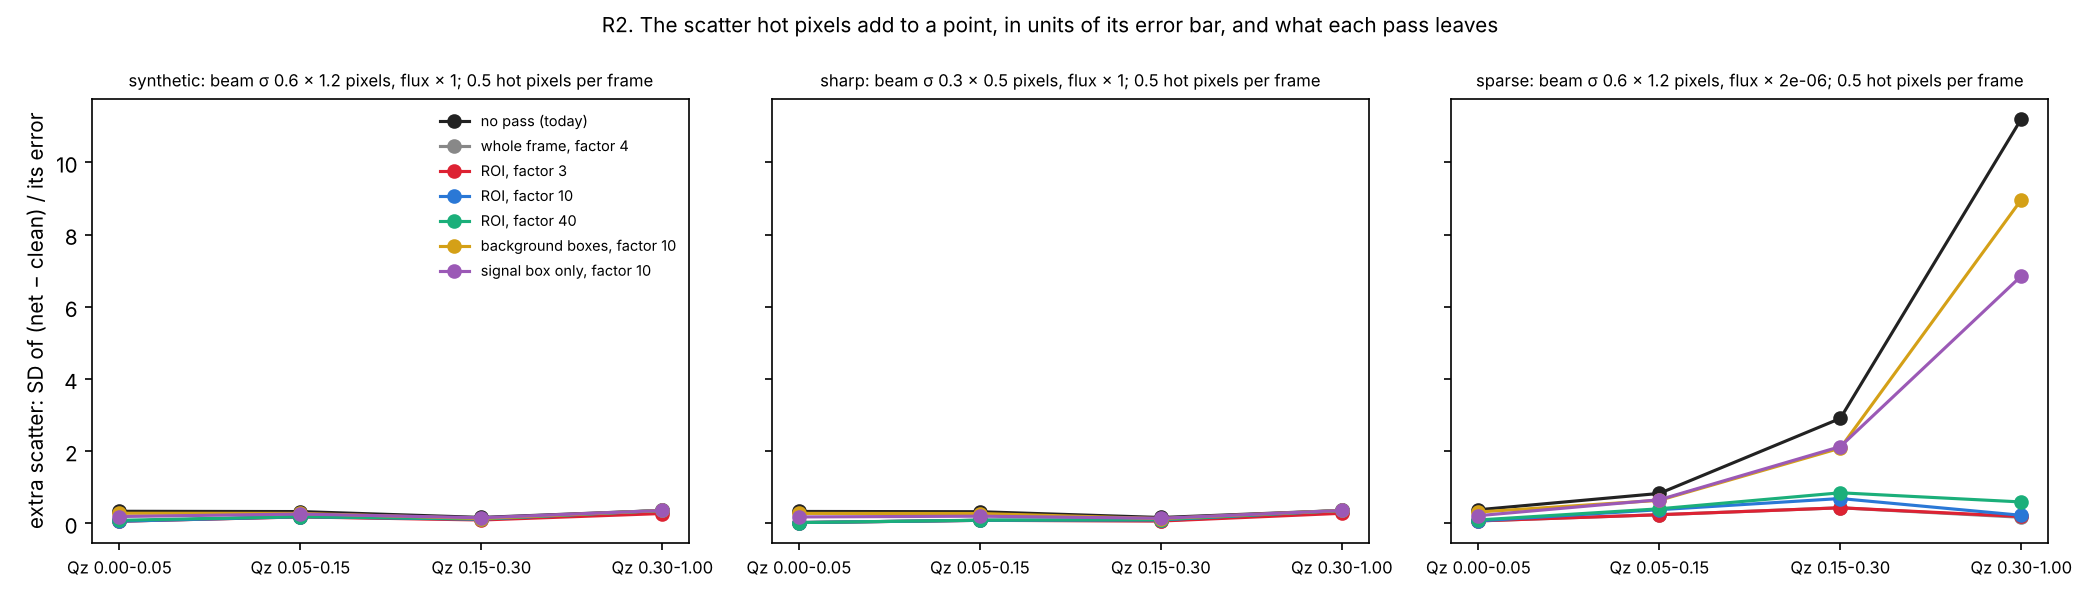 R2. The scatter hot pixels add to a point, in units of its error bar, and what each pass leaves
synthetic: beam σ 0.6 × 1.2 pixels, flux × 1; 0.5 hot pixels per frame
sharp: beam σ 0.3 × 0.5 pixels, flux × 1; 0.5 hot pixels per frame
sparse: beam σ 0.6 × 1.2 pixels, flux × 2e-06; 0.5 hot pixels per frame
extra scatter: SD of (net − clean) / its error
10
8
6
4
2
0
no pass (today)
whole frame, factor 4
ROI, factor 3
ROI, factor 10
ROI, factor 40
background boxes, factor 10
signal box only, factor 10
Qz 0.00-0.05
Qz 0.05-0.15
Qz 0.15-0.30
Qz 0.30-1.00
Qz 0.00-0.05
Qz 0.05-0.15
Qz 0.15-0.30
Qz 0.30-1.00
Qz 0.00-0.05
Qz 0.05-0.15
Qz 0.15-0.30
Qz 0.30-1.00